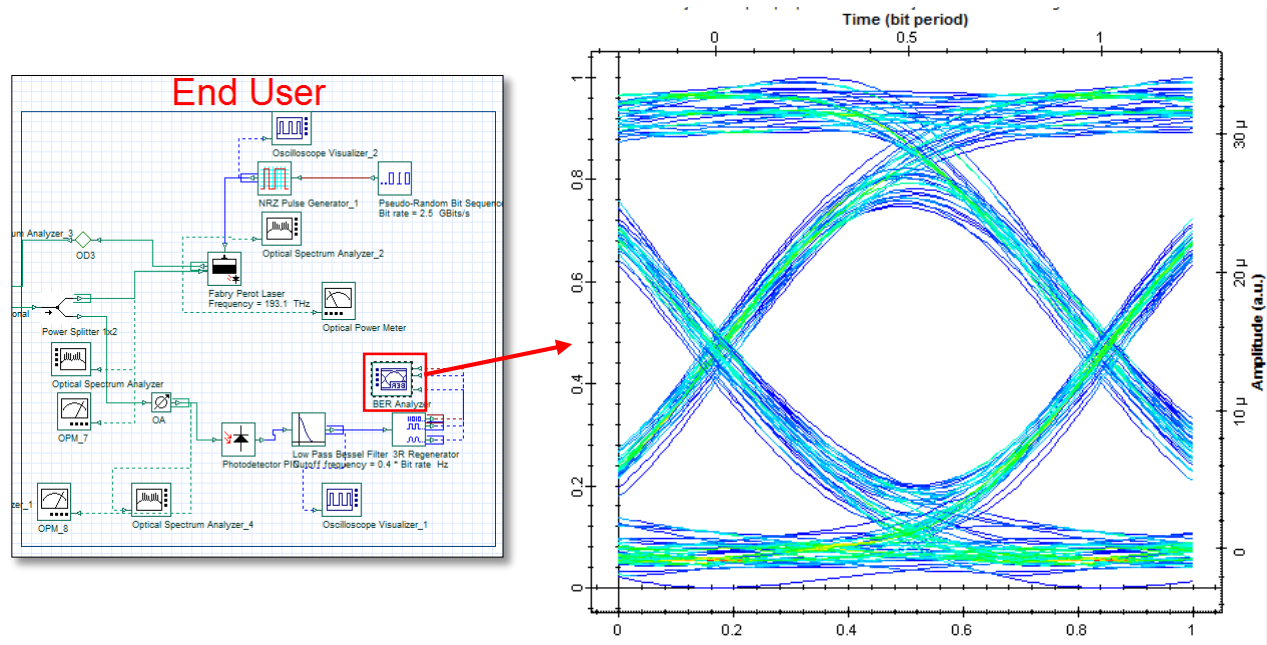 End User
Oscilloscope Visualizer_2
NRZ Pulse Generator_1
Pseudo-Random Bit Sequenc
Bit rate = 2.5 GBits/s
um Analyzer_3
OD3
Optical Spectrum Analyzer_2
Fabry Perot Laser
Frequency = 193.1 THz
onal
Power Splitter 1x2
Optical Power Meter
Optical Spectrum Analyzer
BER Analyzer
OPM_7
OA
Photodetector PIN
Low Pass Bessel Filter
Cutoff frequency = 0.4 * Bit rate Hz
3R Regenerator
zer_1
OPM_8
Optical Spectrum Analyzer_4
Oscilloscope Visualizer_1
Time (bit period)
0 0.5 1
1
0.8
0.6
0.4
0.2
0
30 µ
20 µ
10 µ
0
Amplitude (a.u.)
0 0.2 0.4 0.6 0.8 1